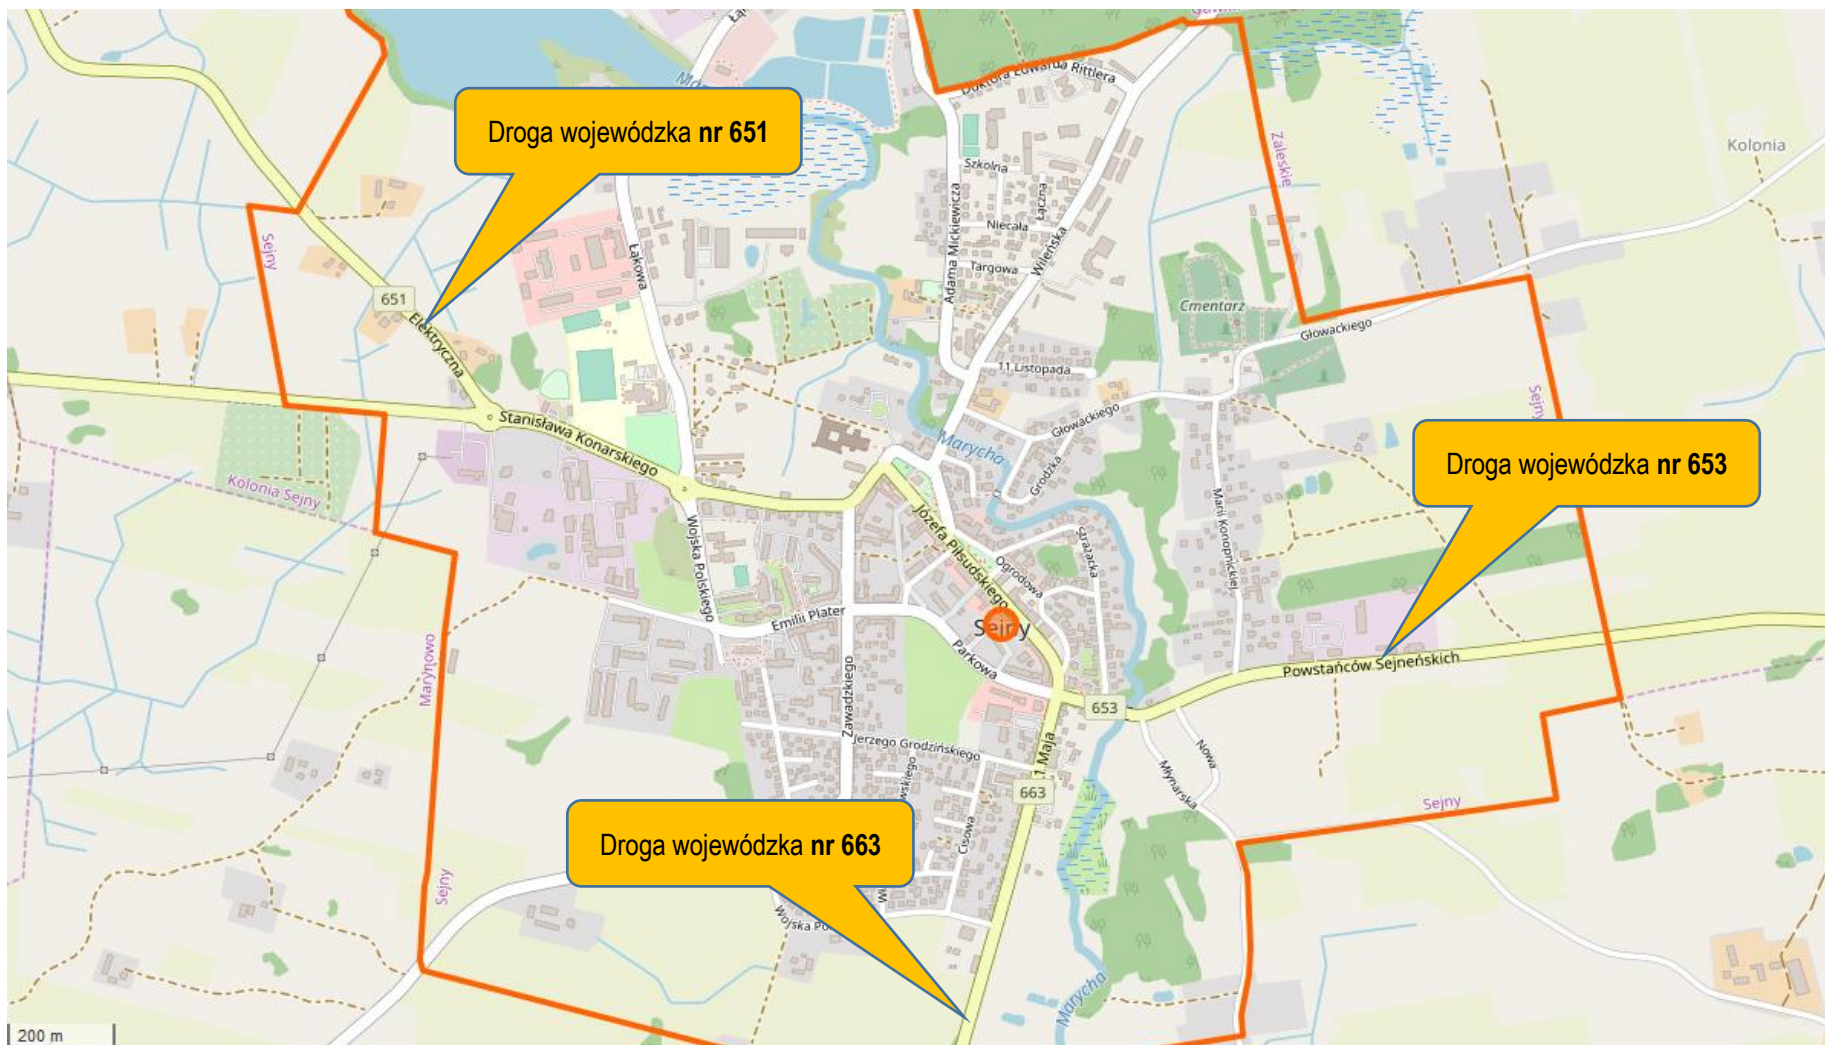 Doktora Edwarda Rittlera
Droga wojewódzka nr 651
Szkolna
Zaleskie
Kolonia
Łączna
Niecała
Adama Mickiewicza
Wileńska
Targowa
Sejny
Łąkowa
651
Elektryczna
Cmentarz
Głowackiego
11 Listopada
Sejny
Stanisława Konarskiego
Głowackiego
Marycha
Grodzka
Droga wojewódzka nr 653
Kolonia Sejny
Józefa Piłsudskiego
Marii Konopnickiej
Wojska Polskiego
Strażacka
Ogrodowa
Emilii Plater
Sejny
Parkowa
Powstańców Sejneńskich
Marynowo
Zawadzkiego
653
Jerzego Grodzińskiego
1 Maja
Nowa
Młynarska
663
Sejny
Cisowa
Droga wojewódzka nr 663
Sejny
Marycha
200 m